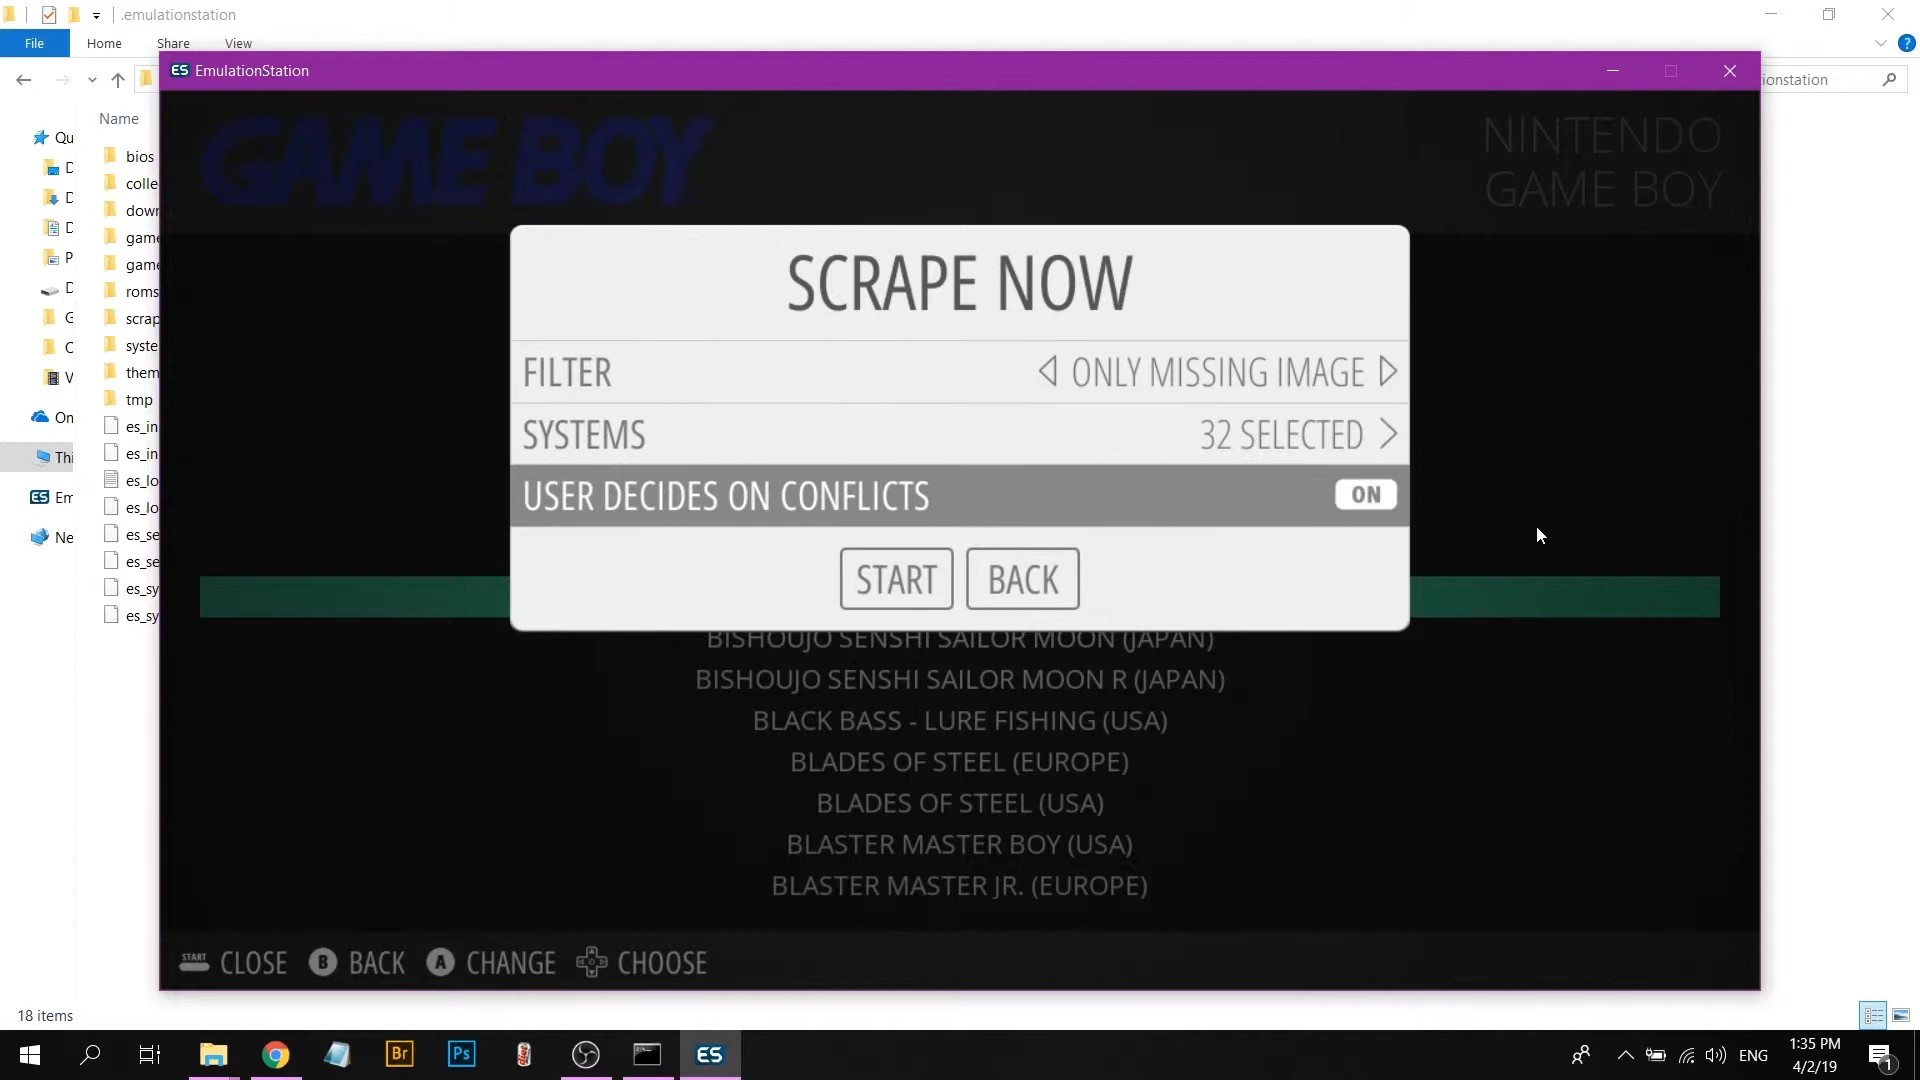 .emulationstation
File
Home
Share
View
EmulationStation
ionstation
Name
Qu
D
D
D
P
D
G
C
V
On
Thi
Em
Ne
bios
colle
down
game
game
roms
scrap
syste
them
tmp
es_in
es_in
es_lo
es_lo
es_se
es_se
es_sy
es_sy
GAME BOY
NINTENDO
GAME BOY
SCRAPE NOW
FILTER
ONLY MISSING IMAGE
SYSTEMS
32 SELECTED
USER DECIDES ON CONFLICTS
ON
START
BACK
BISHOUJO SENSHI SAILOR MOON (JAPAN)
BISHOUJO SENSHI SAILOR MOON R (JAPAN)
BLACK BASS - LURE FISHING (USA)
BLADES OF STEEL (EUROPE)
BLADES OF STEEL (USA)
BLASTER MASTER BOY (USA)
BLASTER MASTER JR. (EUROPE)
START CLOSE B BACK A CHANGE CHOOSE
18 items
Br
Ps
ES
ENG
1:35 PM
4/2/19
1